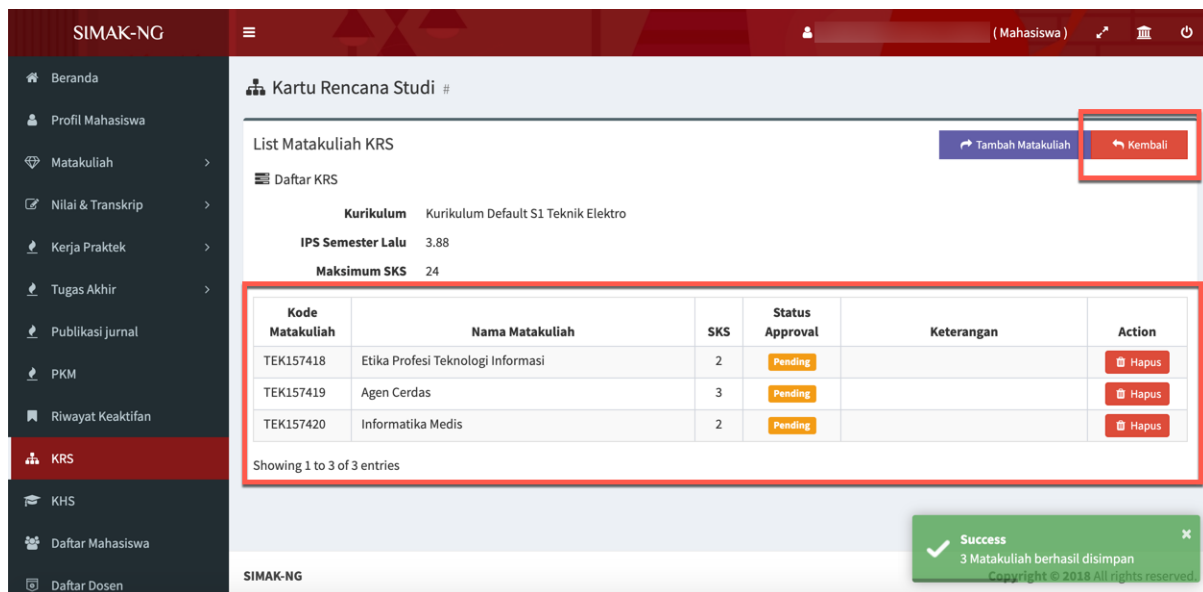 SIMAK-NG
( Mahasiswa )
Beranda
Profil Mahasiswa
Matakuliah
Nilai & Transkrip
Kerja Praktek
Tugas Akhir
Publikasi jurnal
PKM
Riwayat Keaktifan
KRS
KHS
Daftar Mahasiswa
Daftar Dosen
Kartu Rencana Studi #
List Matakuliah KRS
Tambah Matakuliah
Kembali
Daftar KRS
Kurikulum Kurikulum Default S1 Teknik Elektro
IPS Semester Lalu 3.88
Maksimum SKS 24
Kode Matakuliah Nama Matakuliah SKS Status Approval Keterangan Action
TEK157418 Etika Profesi Teknologi Informasi 2 Pending Hapus
TEK157419 Agen Cerdas 3 Pending Hapus
TEK157420 Informatika Medis 2 Pending Hapus
Showing 1 to 3 of 3 entries
Success
3 Matakuliah berhasil disimpan
SIMAK-NG
Copyright © 2018 All rights reserved.